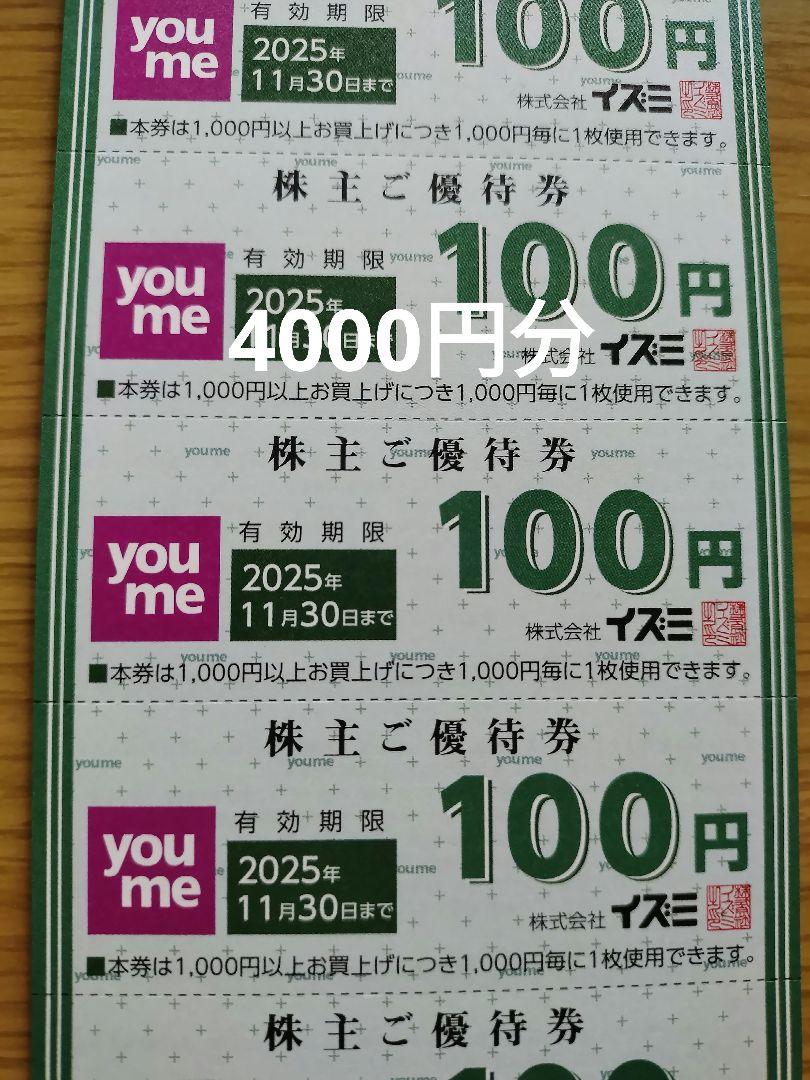 you
me
有効期限
2025年
11月30日まで
100円
株式会社 イズミ
■本券は1,000円以上お買上げにつき1,000円毎に1枚使用できます。
株主ご優待券
you
me
有効期限
2025年
100円
4000円分
株式会社 イズミ
■本券は1,000円以上お買上げにつき1,000円毎に1枚使用できます。
株主ご優待券
you
me
有効期限
2025年
11月30日まで
100円
株式会社 イズミ
■本券は1,000円以上お買上げにつき1,000円毎に1枚使用できます。
株主ご優待券
you
me
有効期限
2025年
11月30日まで
100円
株式会社 イズミ
■本券は1,000円以上お買上げにつき1,000円毎に1枚使用できます。
株主ご優待券